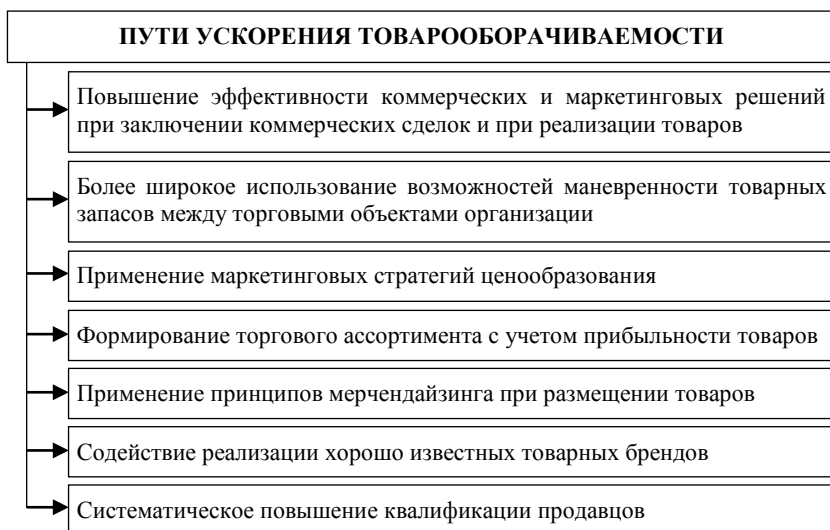 ПУТИ УСКОРЕНИЯ ТОВАРООБОРАЧИВАЕМОСТИ
Повышение эффективности коммерческих и маркетинговых решений
при заключении коммерческих сделок и при реализации товаров
Более широкое использование возможностей маневренности товарных
запасов между торговыми объектами организации
Применение маркетинговых стратегий ценообразования
Формирование торгового ассортимента с учетом прибыльности товаров
Применение принципов мерчендайзинга при размещении товаров
Содействие реализации хорошо известных товарных брендов
Систематическое повышение квалификации продавцов